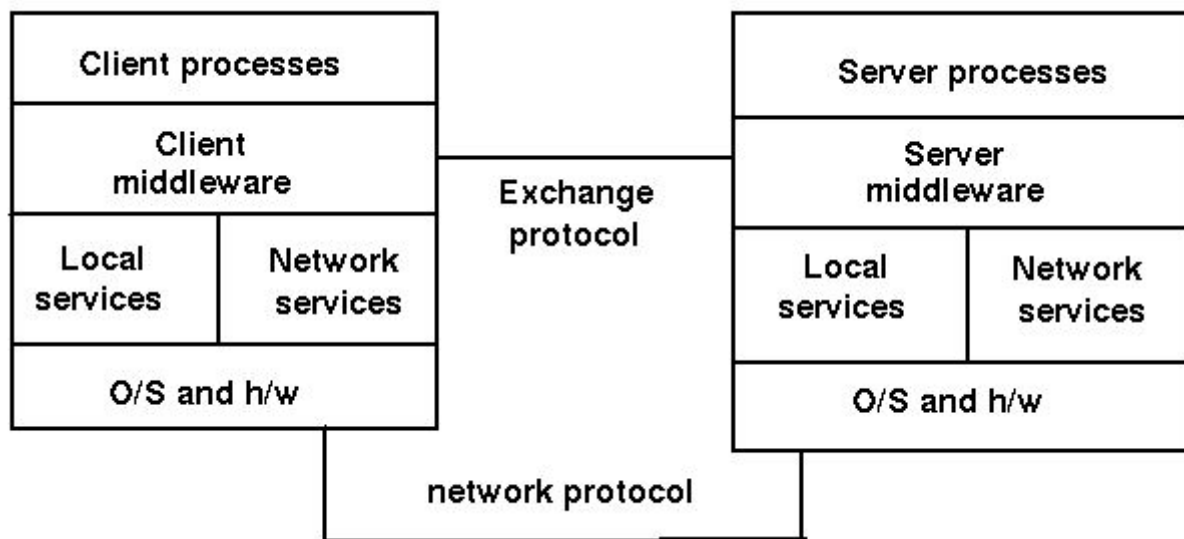 Client processes
Client
middleware
Local
services
Network
services
O/S and h/w
Exchange
protocol
network protocol
Server processes
Server
middleware
Local
services
Network
services
O/S and h/w